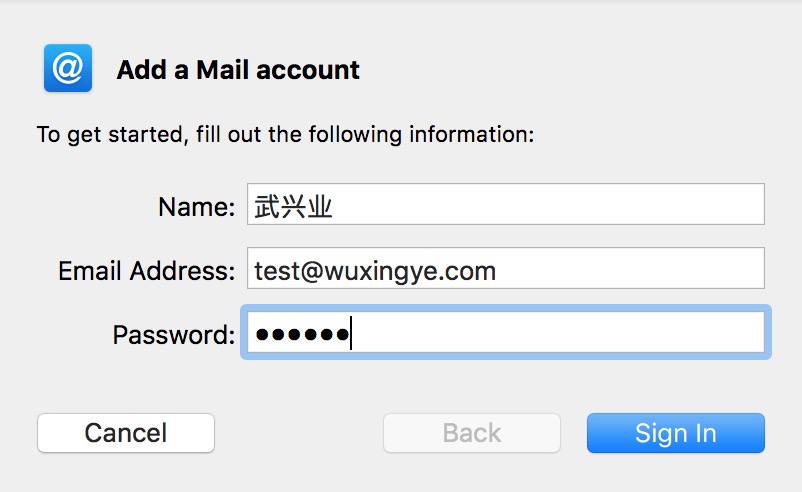 @
Add a Mail account
To get started, fill out the following information:
Name: 武兴业
Email Address: test@wuxingye.com
Password: ••••••
Cancel Back Sign In